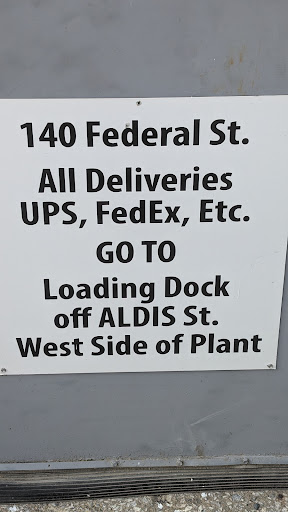 140 Federal St.
All Deliveries
UPS, FedEx, Etc.
GO TO
Loading Dock
off ALDIS St.
West Side of Plant